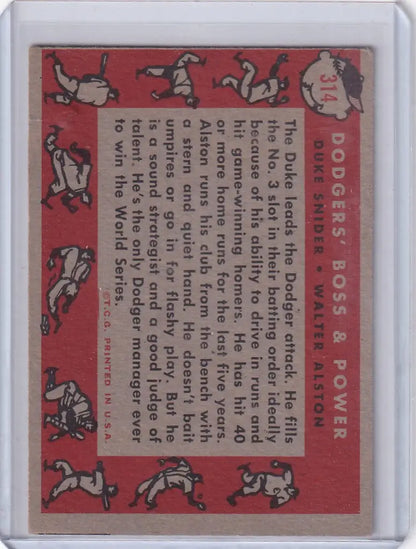 314
DODGERS' BOSS & POWER
DUKE SNIDER • WALTER ALSTON
The Duke leads the Dodger attack. He fills
the No. 3 slot in their batting order ideally
because of his ability to drive in runs and
hit game-winning homers. He has hit 40
or more home runs for the last five years.
Alston runs his club from the bench with
a stern and quiet hand. He doesn't bait
umpires or go in for flashy play. But he
is a sound strategist and a good judge of
talent. He's the only Dodger manager ever
to win the World Series.
©T.C.G. PRINTED IN U.S.A.